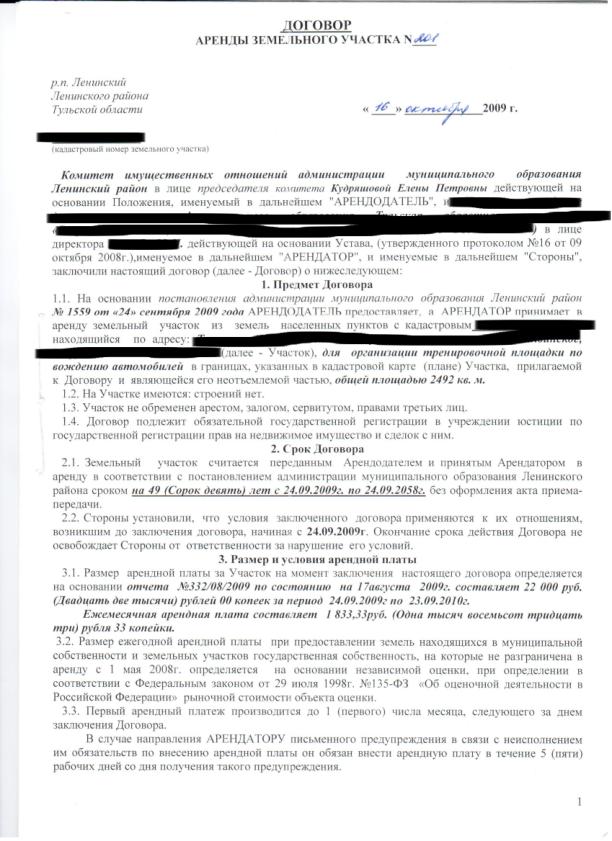 ДОГОВОР
АРЕНДЫ ЗЕМЕЛЬНОГО УЧАСТКА N 201
р.п. Ленинский
Ленинского района
Тульской области
« 16 » октября 2009 г.
(кадастровый номер земельного участка)
Комитет имущественных отношений администрации муниципального образования
Ленинский район в лице председателя комитета Кудряшовой Елены Петровны действующей на
основании Положения, именуемый в дальнейшем "АРЕНДОДАТЕЛЬ", и
) в лице
директора . действующей на основании Устава, (утвержденного протоколом №16 от 09
октября 2008г.),именуемое в дальнейшем "АРЕНДАТОР", и именуемые в дальнейшем "Стороны",
заключили настоящий договор (далее - Договор) о нижеследующем:
1. Предмет Договора
1.1. На основании постановления администрации муниципального образования Ленинский район
№ 1559 от «24» сентября 2009 года АРЕНДОДАТЕЛЬ предоставляет, а АРЕНДАТОР принимает в
аренду земельный участок из земель населенных пунктов с кадастровым
находящийся по адресу:
(далее - Участок), для организации тренировочной площадки по
вождению автомобилей в границах, указанных в кадастровой карте (плане) Участка, прилагаемой
к Договору и являющейся его неотъемлемой частью, общей площадью 2492 кв. м.
1.2. На Участке имеются: строений нет.
1.3. Участок не обременен арестом, залогом, сервитутом, правами третьих лиц.
1.4. Договор подлежит обязательной государственной регистрации в учреждении юстиции по
государственной регистрации прав на недвижимое имущество и сделок с ним.
2. Срок Договора
2.1. Земельный участок считается переданным Арендодателем и принятым Арендатором в
аренду в соответствии с постановлением администрации муниципального образования Ленинского
района сроком на 49 (Сорок девять) лет с 24.09.2009г. по 24.09.2058г. без оформления акта приема-
передачи.
2.2. Стороны установили, что условия заключенного договора применяются к их отношениям,
возникшим до заключения договора, начиная с 24.09.2009г. Окончание срока действия Договора не
освобождает Стороны от ответственности за нарушение его условий.
3. Размер и условия арендной платы
3.1. Размер арендной платы за Участок на момент заключения настоящего договора определяется
на основании отчета №332/08/2009 по состоянию на 17августа 2009г. составляет 22 000 руб.
(Двадцать две тысячи) рублей 00 копеек за период 24.09.2009г по 23.09.2010г.
Ежемесячная арендная плата составляет 1 833,33руб. (Одна тысяч восемьсот тридцать
три) рубля 33 копейки.
3.2. Размер ежегодной арендной платы при предоставлении земель находящихся в муниципальной
собственности и земельных участков государственная собственность, на которые не разграничена в
аренду с 1 мая 2008г. определяется на основании независимой оценки, при определении в
соответствии с Федеральным законом от 29 июля 1998г. №135-ФЗ «Об оценочной деятельности в
Российской Федерации» рыночной стоимости объекта оценки.
3.3. Первый арендный платеж производится до 1 (первого) числа месяца, следующего за днем
заключения Договора.
В случае направления АРЕНДАТОРУ письменного предупреждения в связи с неисполнением
им обязательств по внесению арендной платы он обязан внести арендную плату в течение 5 (пяти)
рабочих дней со дня получения такого предупреждения.
1